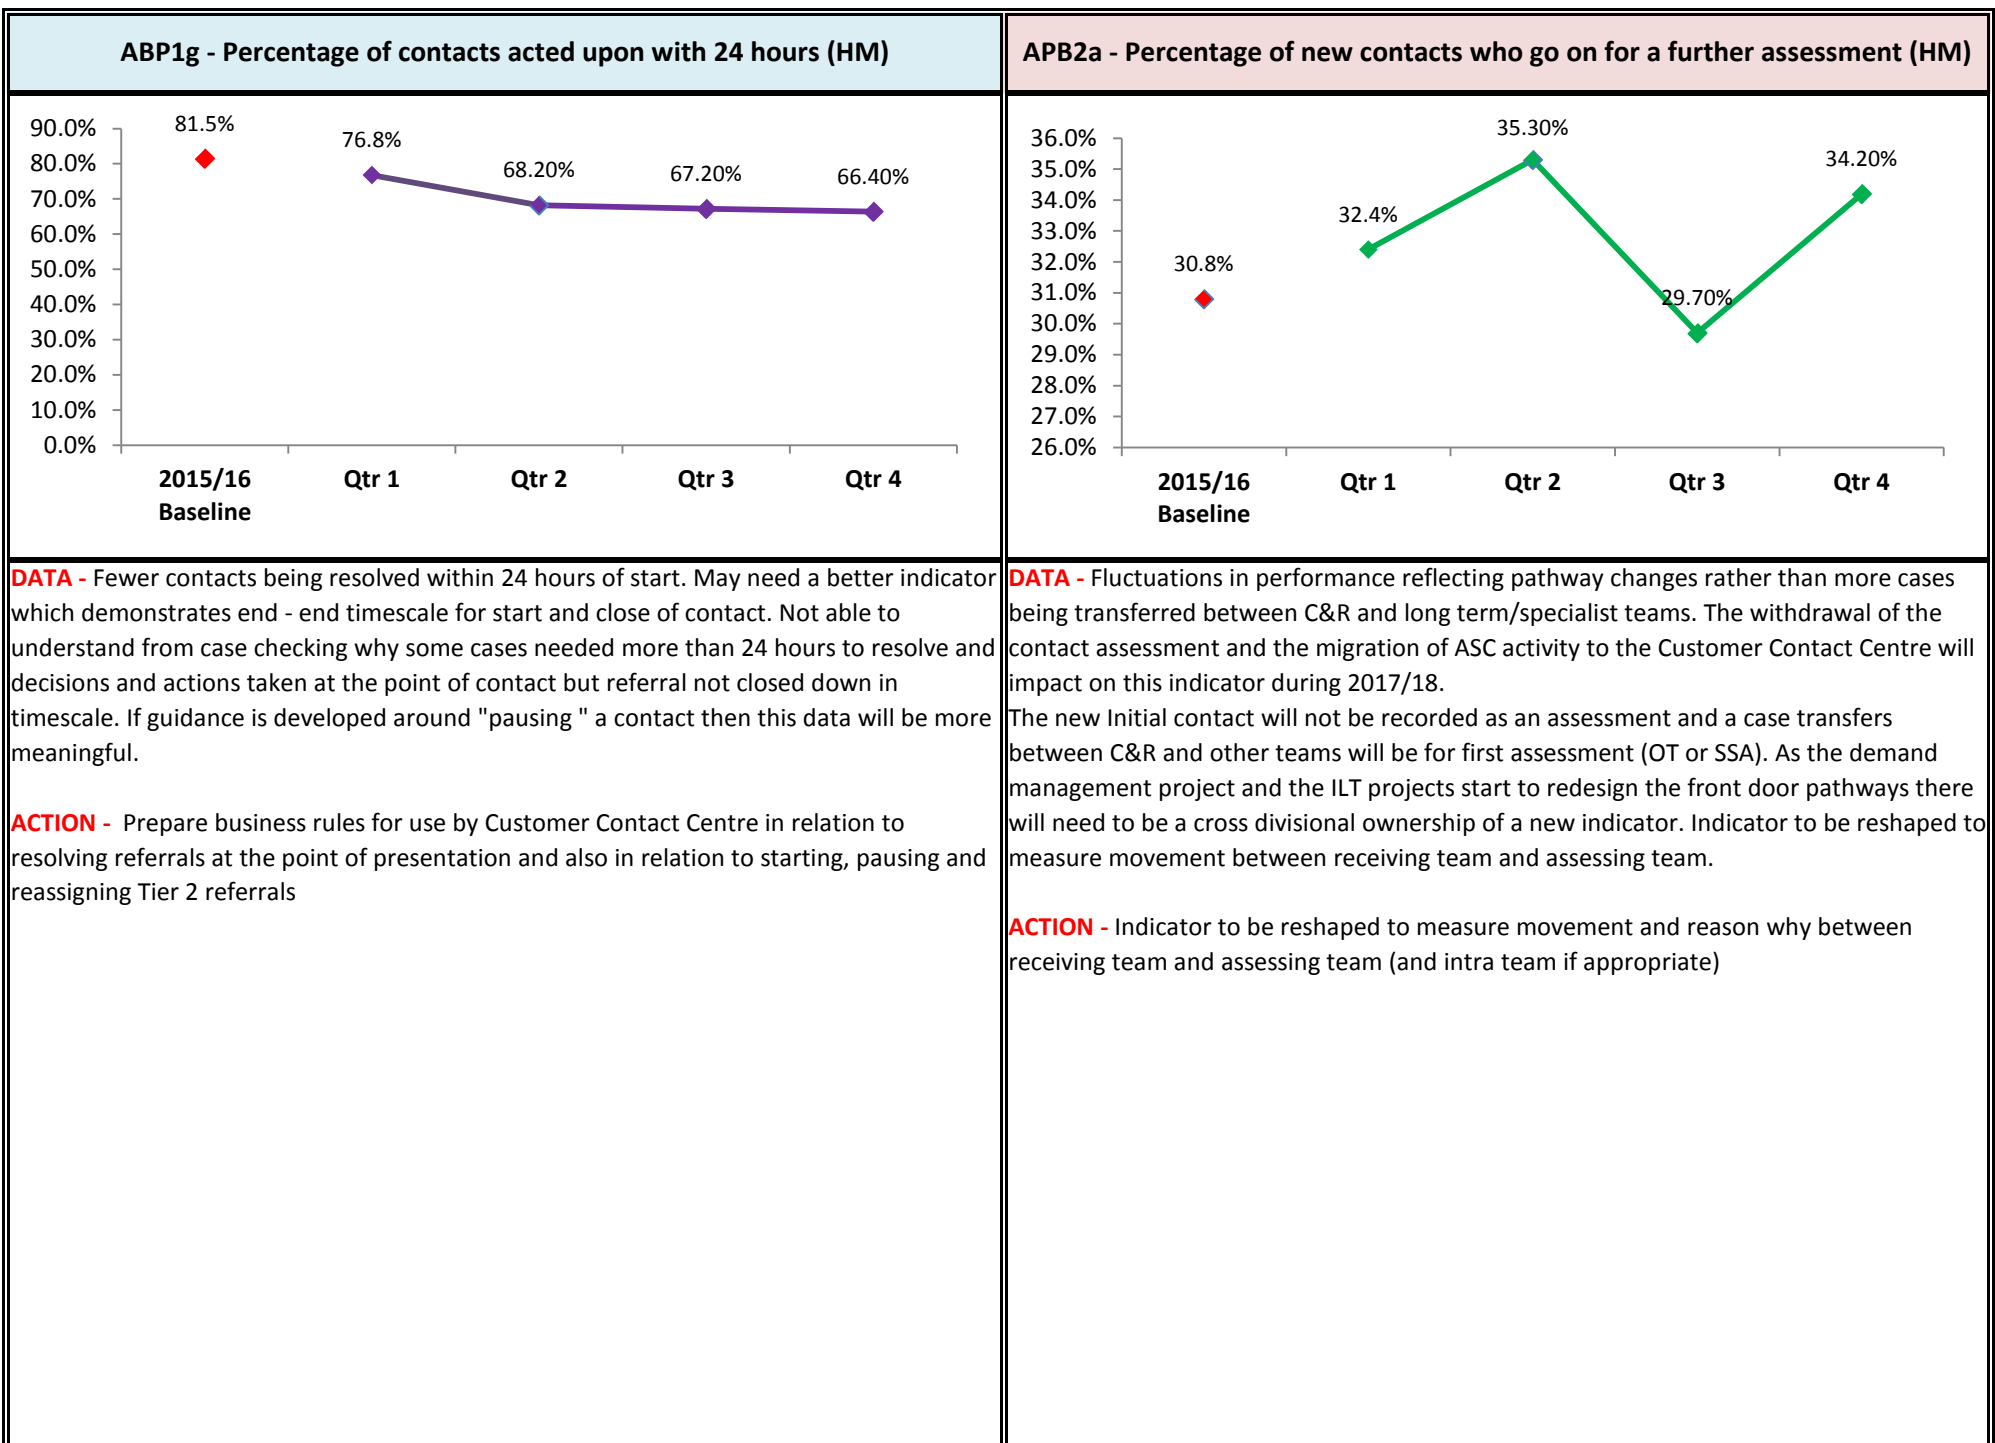 ABP1g - Percentage of contacts acted upon with 24 hours (HM)
90.0%
80.0%
70.0%
60.0%
50.0%
40.0%
30.0%
20.0%
10.0%
0.0%
81.5%
76.8%
68.20%
67.20%
66.40%
2015/16
Baseline
Qtr 1
Qtr 2
Qtr 3
Qtr 4
DATA - Fewer contacts being resolved within 24 hours of start. May need a better indicator
which demonstrates end - end timescale for start and close of contact. Not able to
understand from case checking why some cases needed more than 24 hours to resolve and
decisions and actions taken at the point of contact but referral not closed down in
timescale. If guidance is developed around "pausing " a contact then this data will be more
meaningful.
ACTION - Prepare business rules for use by Customer Contact Centre in relation to
resolving referrals at the point of presentation and also in relation to starting, pausing and
reassigning Tier 2 referrals
APB2a - Percentage of new contacts who go on for a further assessment (HM)
36.0%
35.0%
34.0%
33.0%
32.0%
31.0%
30.0%
29.0%
28.0%
27.0%
26.0%
30.8%
32.4%
35.30%
29.70%
34.20%
2015/16
Baseline
Qtr 1
Qtr 2
Qtr 3
Qtr 4
DATA - Fluctuations in performance reflecting pathway changes rather than more cases
being transferred between C&R and long term/specialist teams. The withdrawal of the
contact assessment and the migration of ASC activity to the Customer Contact Centre will
impact on this indicator during 2017/18.
The new Initial contact will not be recorded as an assessment and a case transfers
between C&R and other teams will be for first assessment (OT or SSA). As the demand
management project and the ILT projects start to redesign the front door pathways there
will need to be a cross divisional ownership of a new indicator. Indicator to be reshaped to
measure movement between receiving team and assessing team.
ACTION - Indicator to be reshaped to measure movement and reason why between
receiving team and assessing team (and intra team if appropriate)